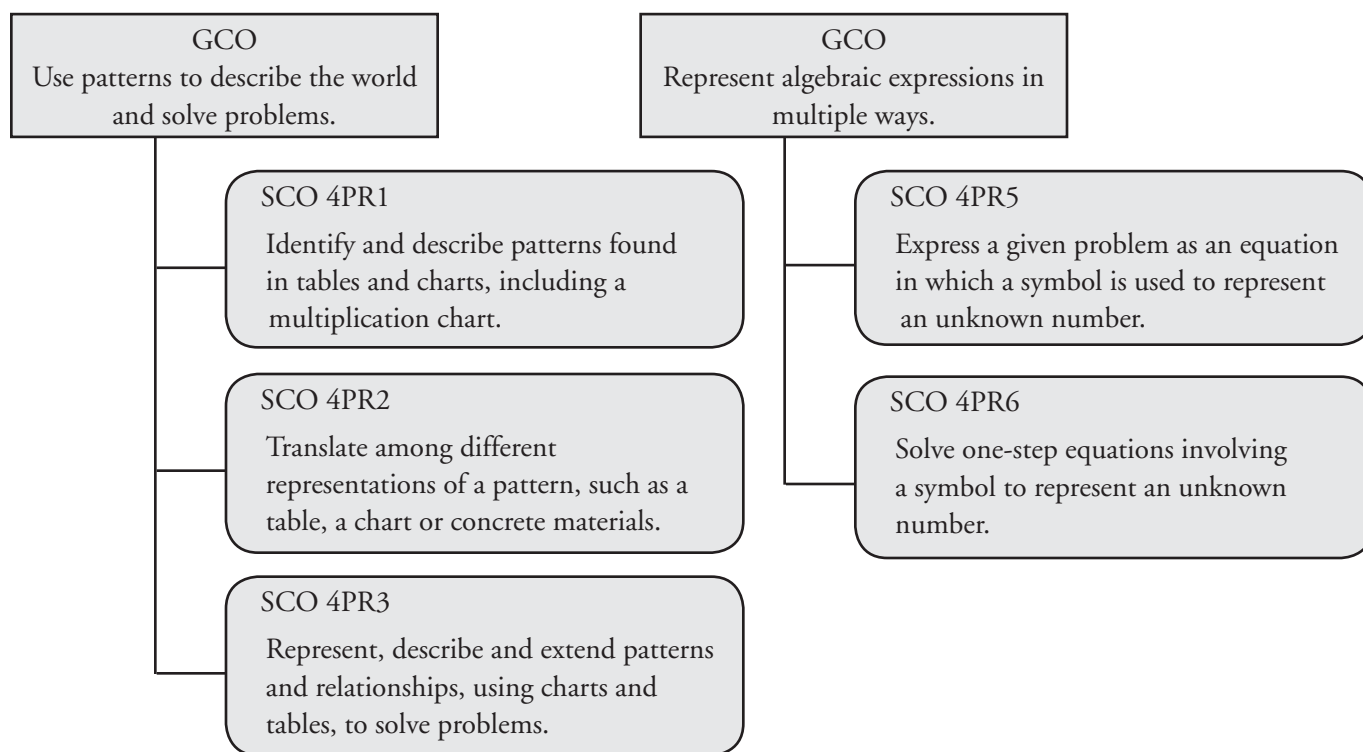 GCO
Use patterns to describe the world
and solve problems.
SCO 4PR1
Identify and describe patterns found
in tables and charts, including a
multiplication chart.
SCO 4PR2
Translate among different
representations of a pattern, such as a
table, a chart or concrete materials.
SCO 4PR3
Represent, describe and extend patterns
and relationships, using charts and
tables, to solve problems.
GCO
Represent algebraic expressions in
multiple ways.
SCO 4PR5
Express a given problem as an equation
in which a symbol is used to represent
an unknown number.
SCO 4PR6
Solve one-step equations involving
a symbol to represent an unknown
number.